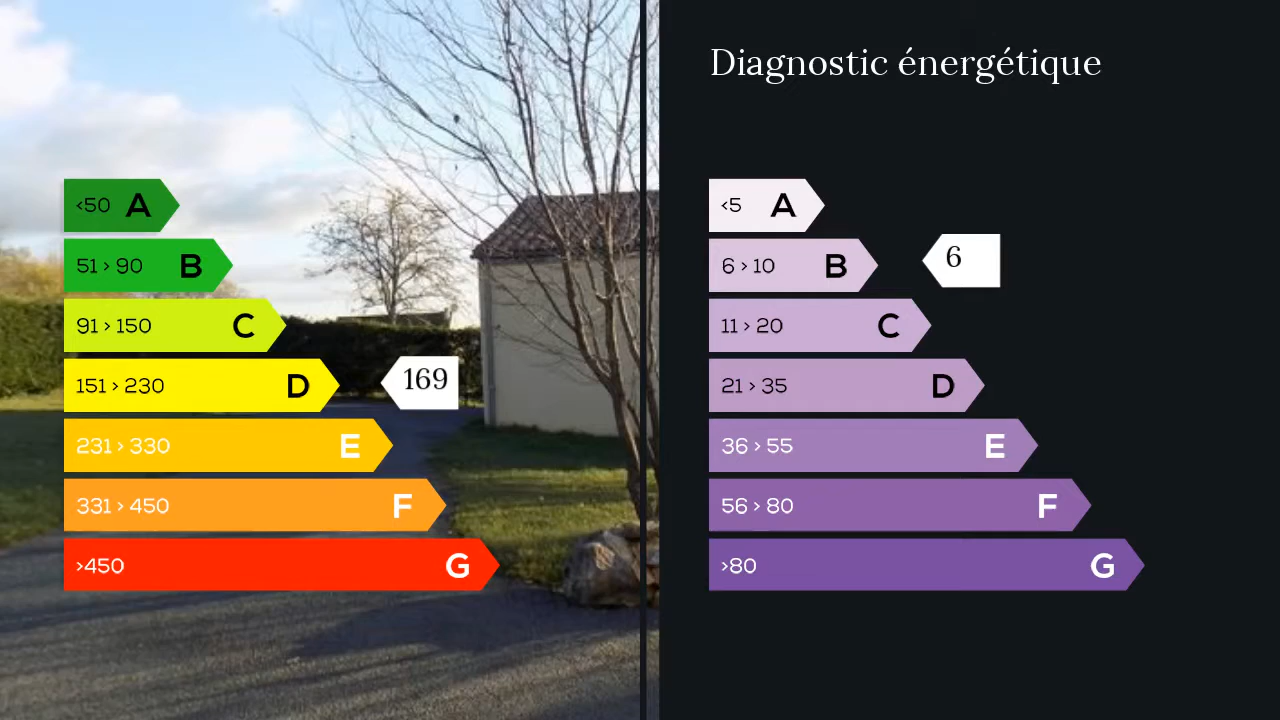 Diagnostic énergétique
<50 A
51 > 90 B
91 > 150 C
151 > 230 D
169
231 > 330 E
331 > 450 F
>450 G
<5 A
6 > 10 B
6
11 > 20 C
21 > 35 D
36 > 55 E
56 > 80 F
>80 G